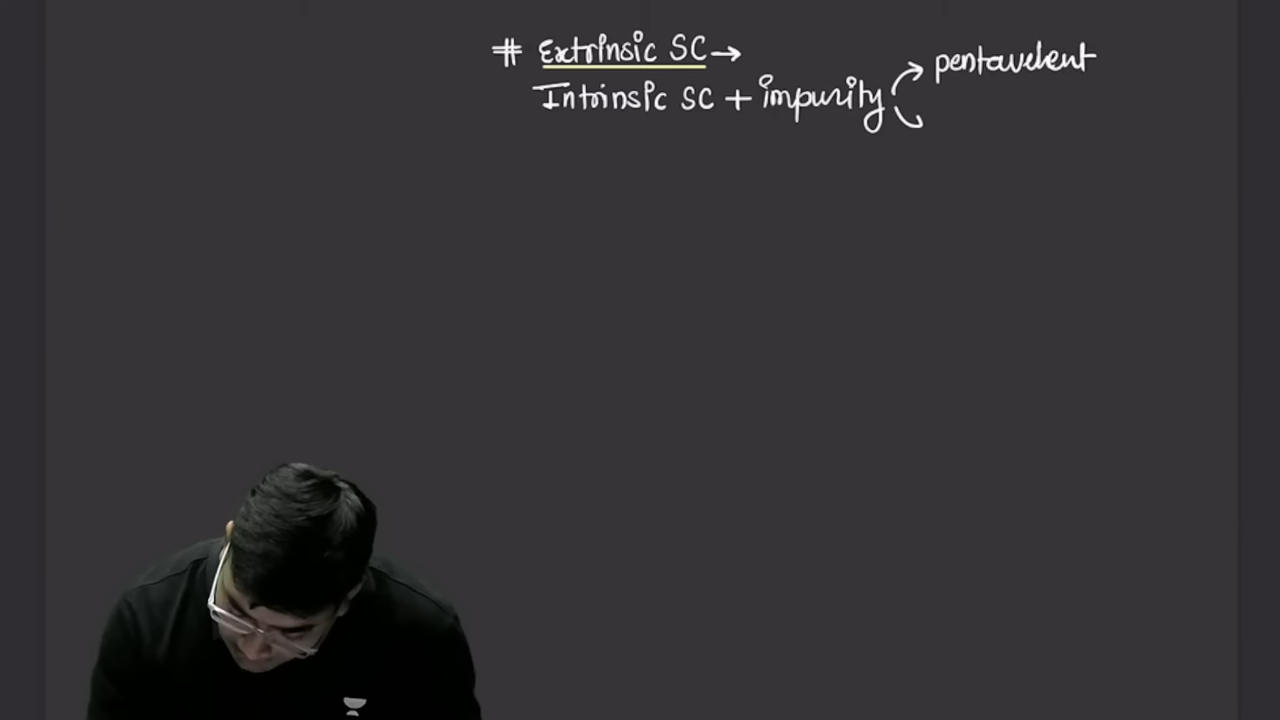 # Extrinsic SC →
Intrinsic SC + impurity → pentavelent